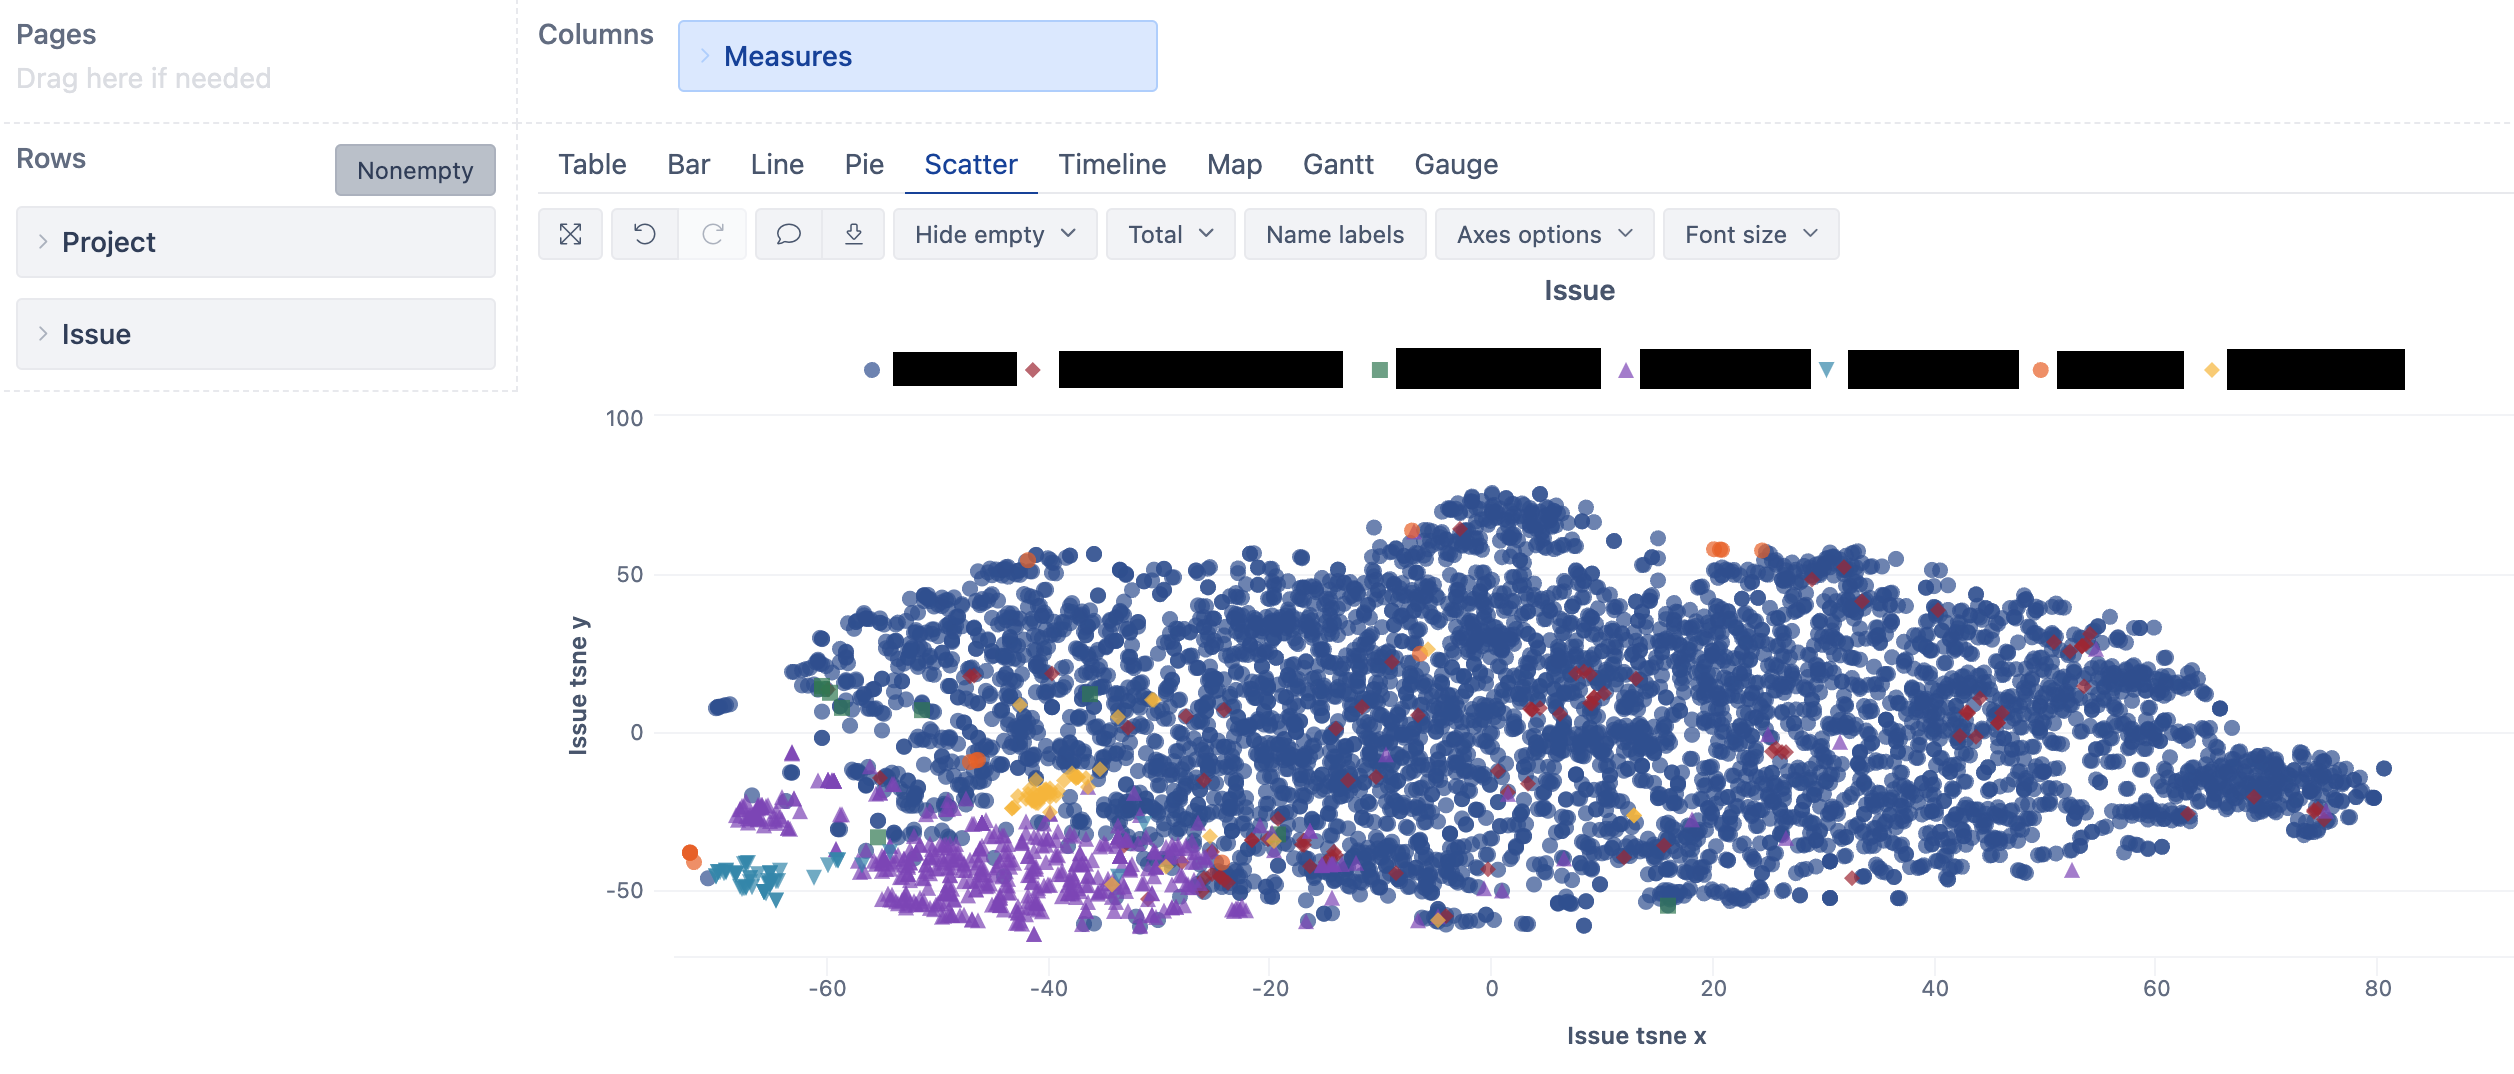 Pages
Drag here if needed
Columns
Measures
Rows
Nonempty
Project
Issue
Table Bar Line Pie Scatter Timeline Map Gantt Gauge
Hide empty Total Name labels Axes options Font size
Issue
100
50
0
-50
Issue tsne y
-60 -40 -20 0 20 40 60 80
Issue tsne x